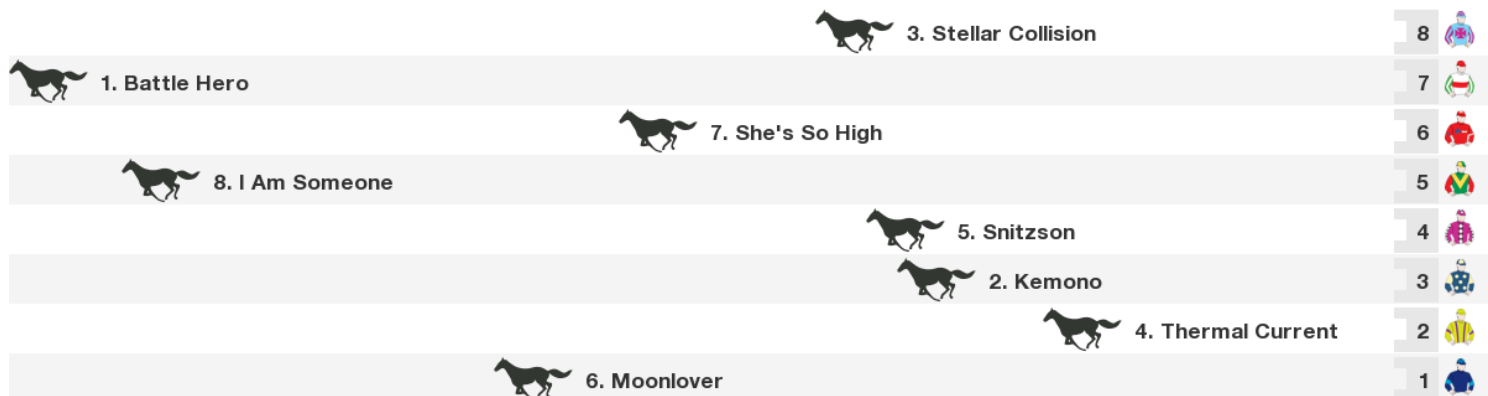 3. Stellar Collision 8
1. Battle Hero 7
7. She's So High 6
8. I Am Someone 5
5. Snitzson 4
2. Kemono 3
4. Thermal Current 2
6. Moonlover 1